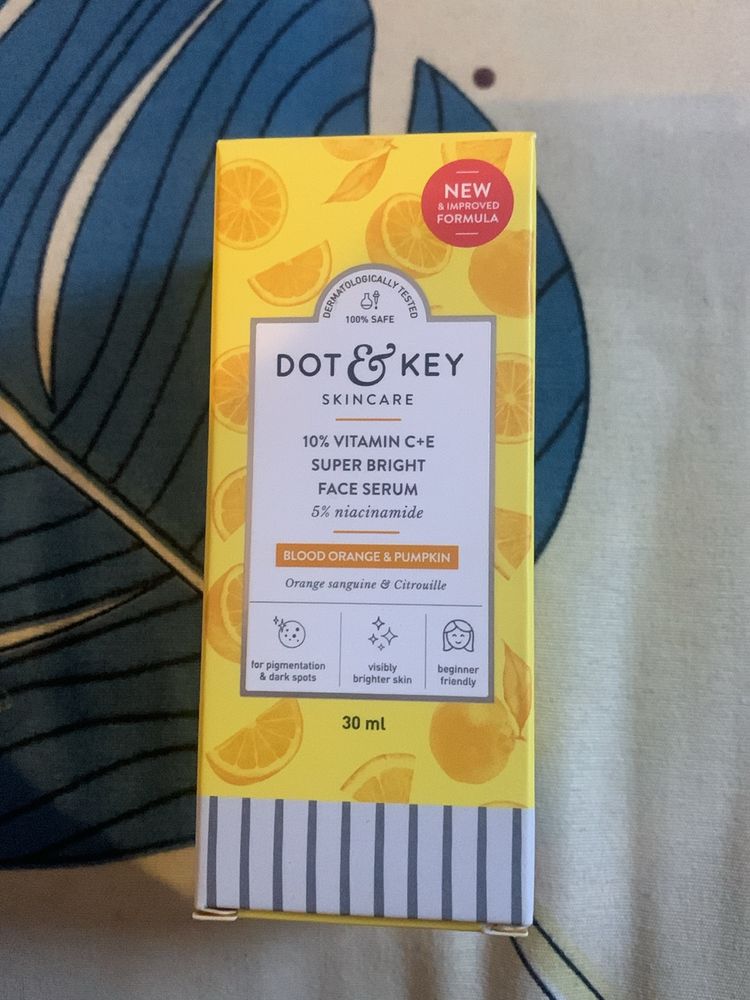 NEW
& IMPROVED
FORMULA
DERMATOLOGICALLY TESTED
100% SAFE
DOT & KEY
SKINCARE
10% VITAMIN C+E
SUPER BRIGHT
FACE SERUM
5% niacinamide
BLOOD ORANGE & PUMPKIN
Orange sanguine & Citrouille
for pigmentation
& dark spots
visibly
brighter skin
beginner
friendly
30 ml